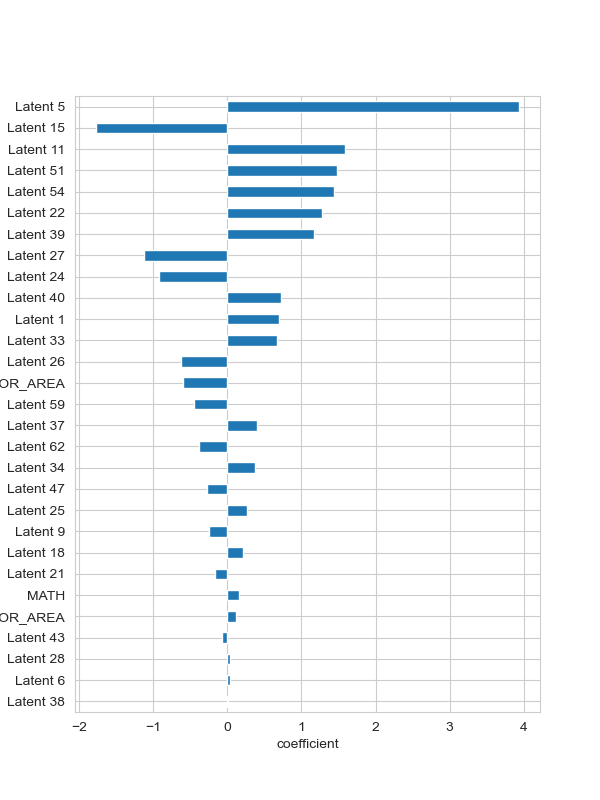 Latent 5
Latent 15
Latent 11
Latent 51
Latent 54
Latent 22
Latent 39
Latent 27
Latent 24
Latent 40
Latent 1
Latent 33
Latent 26
OR_AREA
Latent 59
Latent 37
Latent 62
Latent 34
Latent 47
Latent 25
Latent 9
Latent 18
Latent 21
MATH
OR_AREA
Latent 43
Latent 28
Latent 6
Latent 38
−2 −1 0 1 2 3 4
coefficient